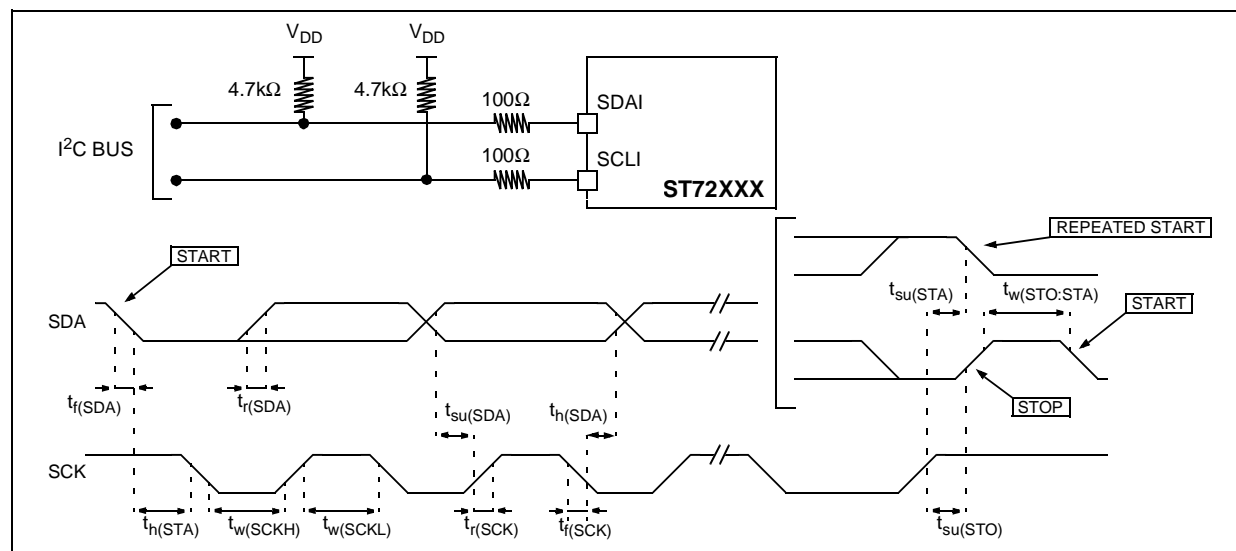 VDD VDD
4.7kΩ 4.7kΩ
100Ω
SDAI
I²C BUS
100Ω
SCLI
ST72XXX
REPEATED START
START
tsu(STA) tw(STO:STA)
START
SDA
tf(SDA) tr(SDA)
tsu(SDA) th(SDA)
STOP
SCK
th(STA) tw(SCKH) tw(SCKL) tr(SCK) tf(SCK) tsu(STO)